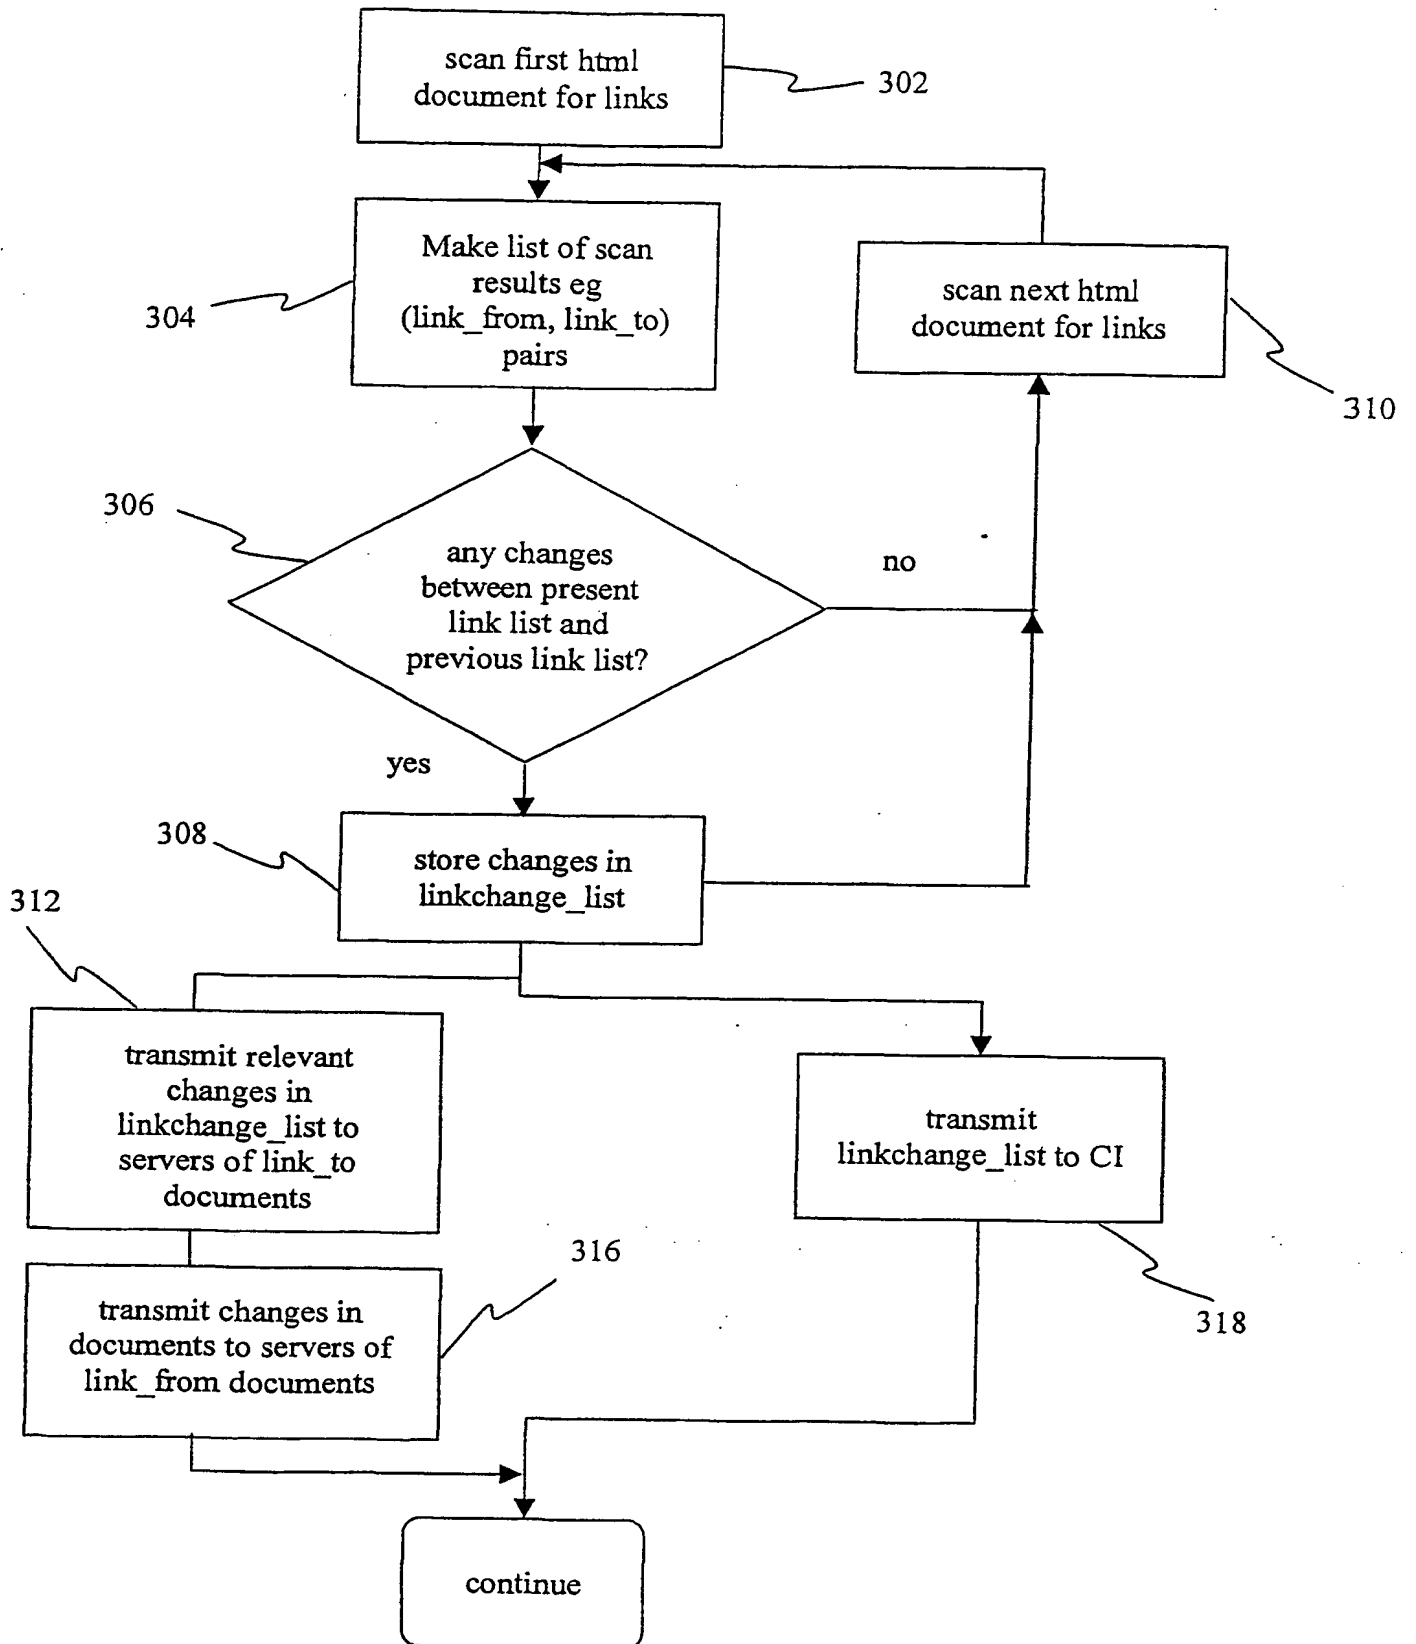 scan first html
document for links
302
Make list of scan
results eg
(link_from, link_to)
pairs
304
scan next html
document for links
310
306
any changes
between present
link list and
previous link list?
no
yes
308
store changes in
linkchange_list
312
transmit relevant
changes in
linkchange_list to
servers of link_to
documents
transmit
linkchange_list to CI
316
318
transmit changes in
documents to servers of
link_from documents
continue